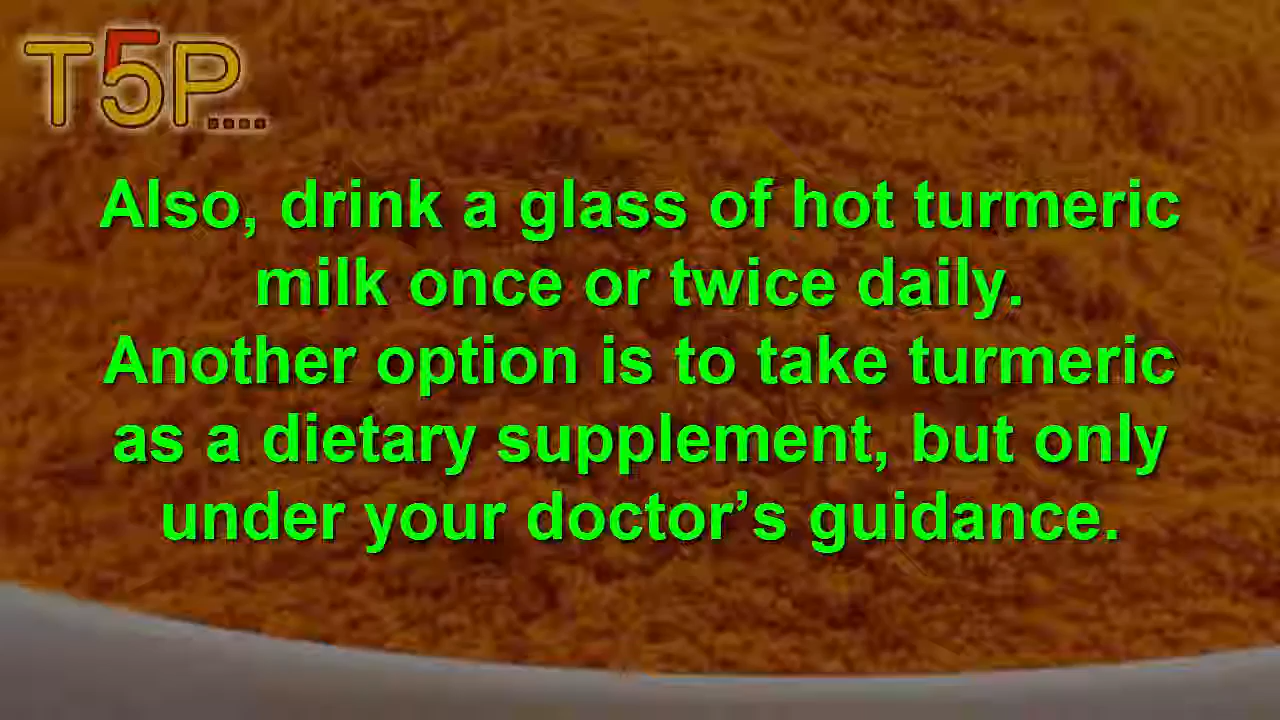 T5P....
Also, drink a glass of hot turmeric
milk once or twice daily.
Another option is to take turmeric
as a dietary supplement, but only
under your doctor’s guidance.